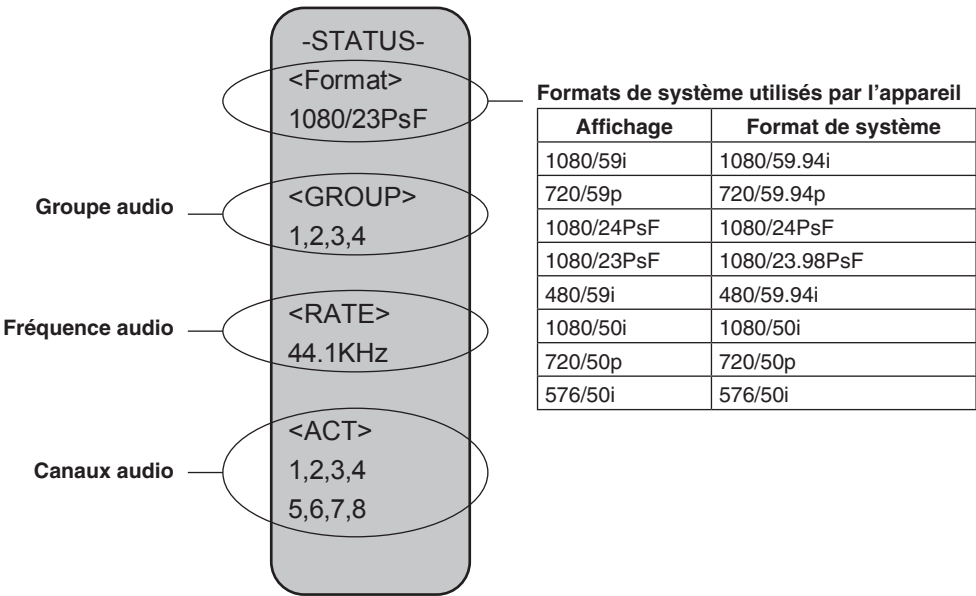 -STATUS-
<Format>
1080/23PsF
Groupe audio
<GROUP>
1,2,3,4
Fréquence audio
<RATE>
44.1KHz
Canaux audio
<ACT>
1,2,3,4
5,6,7,8
Formats de système utilisés par l'appareil
Affichage Format de système
1080/59i 1080/59.94i
720/59p 720/59.94p
1080/24PsF 1080/24PsF
1080/23PsF 1080/23.98PsF
480/59i 480/59.94i
1080/50i 1080/50i
720/50p 720/50p
576/50i 576/50i